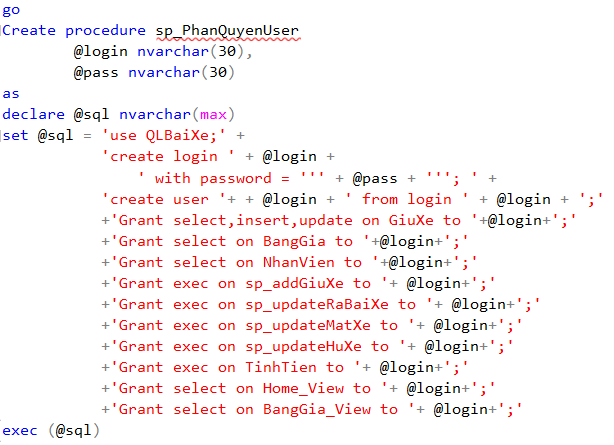 go
Create procedure sp_PhanQuyenUser
@login nvarchar(30),
@pass nvarchar(30)
as
declare @sql nvarchar(max)
set @sql = 'use QLBaiXe;' +
'create login ' + @login +
' with password = ''' + @pass + '''; ' +
'create user '+ + @login + ' from login ' + @login + ';'
+'Grant select,insert,update on GiuXe to '+@login+';'
+'Grant select on BangGia to '+@login+';'
+'Grant select on NhanVien to '+@login+';'
+'Grant exec on sp_addGiuXe to '+ @login+';'
+'Grant exec on sp_updateRaBaiXe to '+ @login+';'
+'Grant exec on sp_updateMatXe to '+ @login+';'
+'Grant exec on sp_updateHuXe to '+ @login+';'
+'Grant exec on TinhTien to '+ @login+';'
+'Grant select on Home_View to '+ @login+';'
+'Grant select on BangGia_View to '+ @login+';'
exec (@sql)